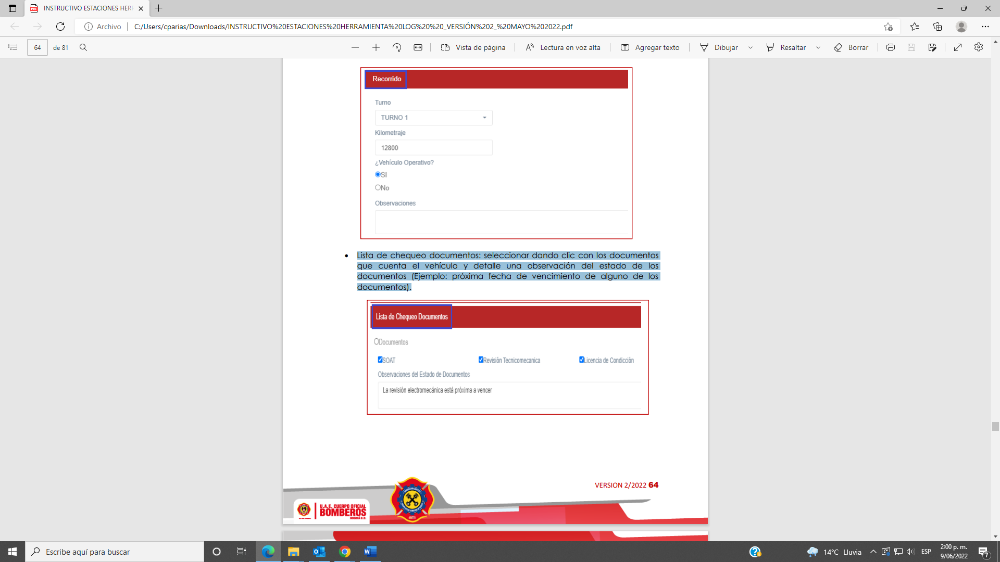 INSTRUCTIVO ESTACIONES HERR
Archivo
C:/Users/cparias/Downloads/INSTRUCTIVO%20ESTACIONES%20HERRAMIENTA%20LOG%20%20_VERSIÓN%202_%20MAYO%202022.pdf
64 de 81
Vista de página
Lectura en voz alta
Agregar texto
Dibujar
Resaltar
Borrar
Recorrido
Turno
TURNO 1
Kilometraje
12800
¿Vehículo Operativo?
SI
No
Observaciones
• Lista de chequeo documentos: seleccionar dando clic con los documentos
que cuenta el vehículo y detalle una observación del estado de los
documentos (Ejemplo: próxima fecha de vencimiento de alguno de los
documentos).
Lista de Chequeo Documentos
Documentos
SOAT Revisión Tecnicomecanica Licencia de Condicción
Observaciones del Estado de Documentos
La revisión electromecánica está próxima a vencer
VERSION 2/2022 64
U.A.E. CUERPO OFICIAL
BOMBEROS
BOGOTÁ D.C.
Escribe aquí para buscar
14°C Lluvia
ESP
2:00 p. m.
9/06/2022
7